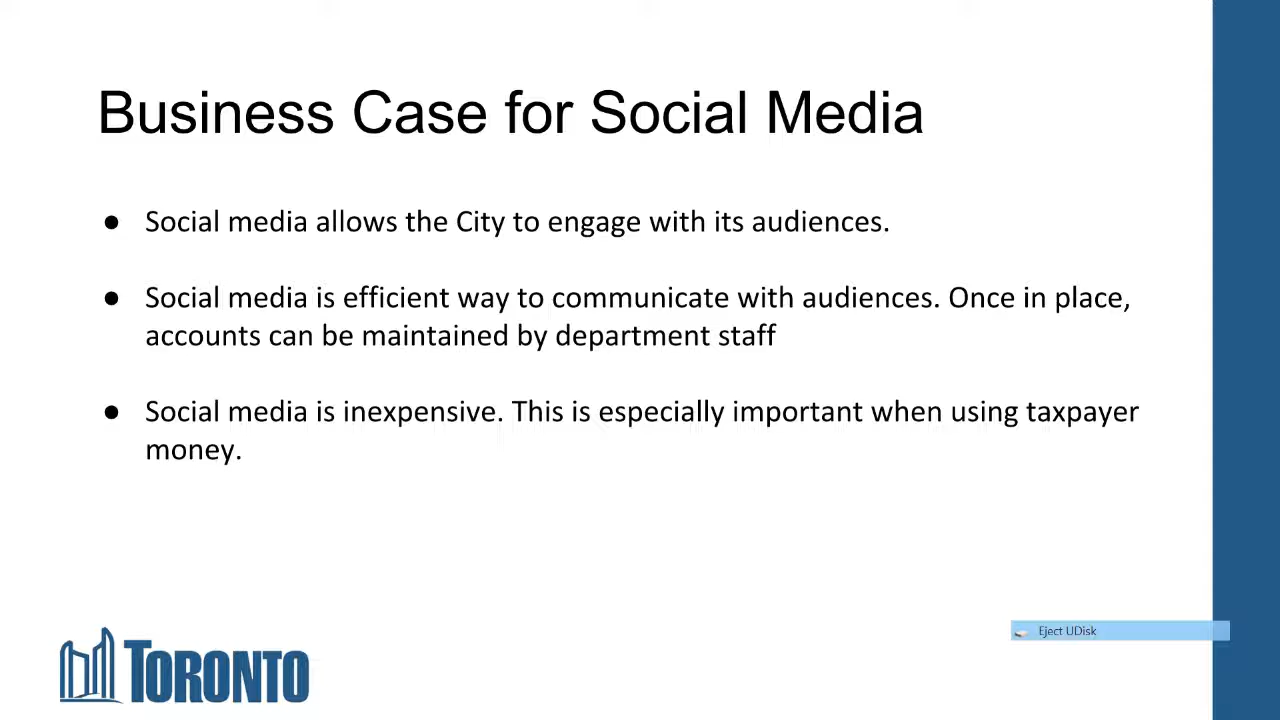 Business Case for Social Media
● Social media allows the City to engage with its audiences.
● Social media is efficient way to communicate with audiences. Once in place,
accounts can be maintained by department staff
● Social media is inexpensive. This is especially important when using taxpayer
money.
Eject UDisk
TORONTO